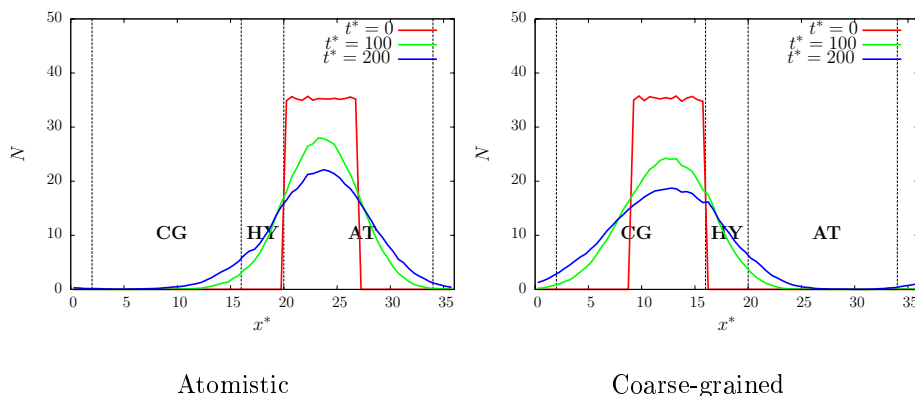 50
40
30
20
10
0
N
t* = 0
t* = 100
t* = 200
CG HY AT
0 5 10 15 20 25 30 35
x*
Atomistic
50
40
30
20
10
0
N
t* = 0
t* = 100
t* = 200
CG HY AT
0 5 10 15 20 25 30 35
x*
Coarse-grained